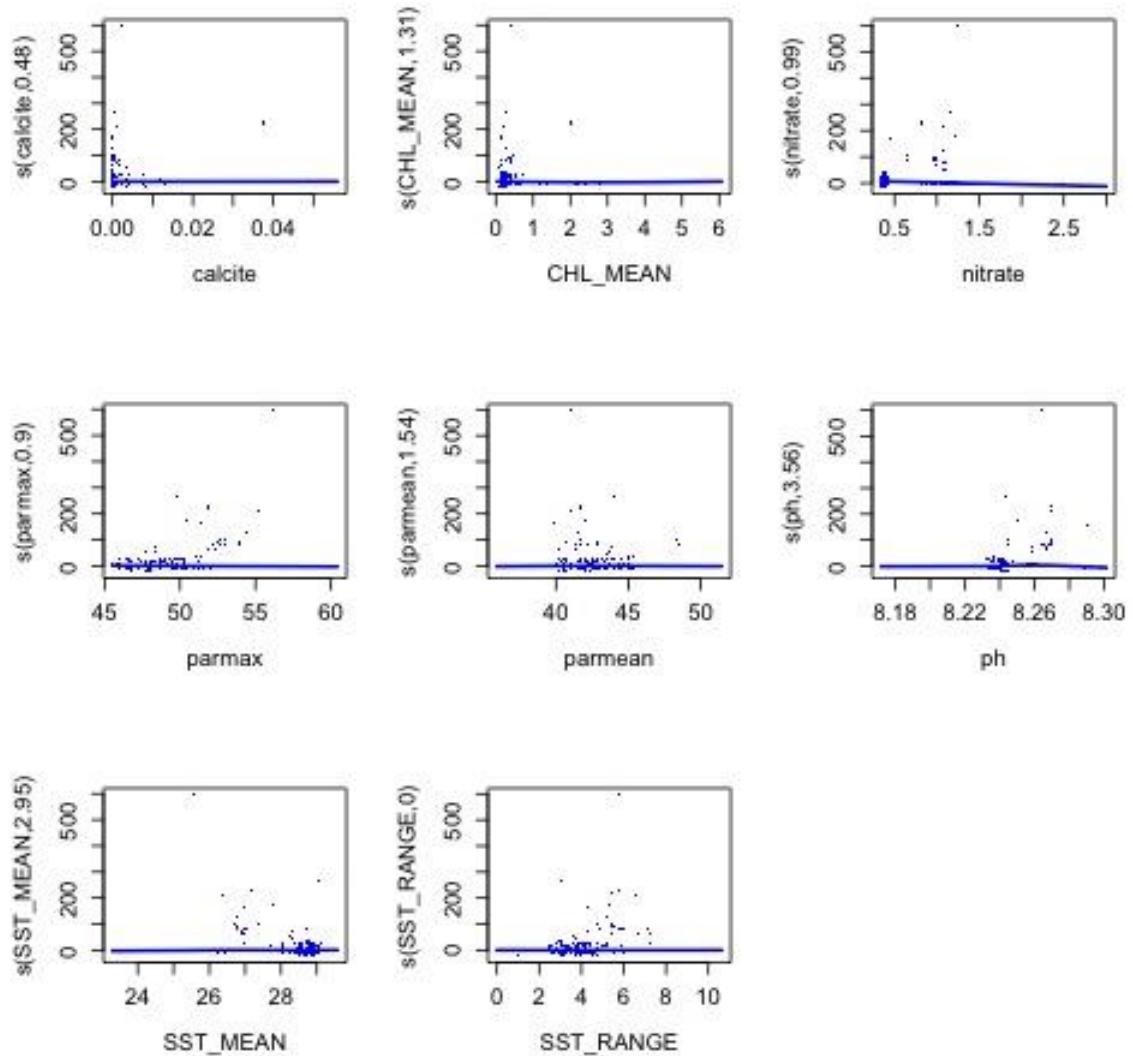 s(calcite,0.48)
500
200
0
0.00 0.02 0.04
calcite
s(CHL_MEAN,1.31)
500
200
0
0 1 2 3 4 5 6
CHL_MEAN
s(nitrate,0.99)
500
200
0
0.5 1.5 2.5
nitrate
s(parmax,0.9)
500
200
0
45 50 55 60
parmax
s(parmean,1.54)
500
200
0
40 45 50
parmean
s(ph,3.56)
500
200
0
8.18 8.22 8.26 8.30
ph
s(SST_MEAN,2.95)
500
200
0
24 26 28
SST_MEAN
s(SST_RANGE,0)
500
200
0
0 2 4 6 8 10
SST_RANGE